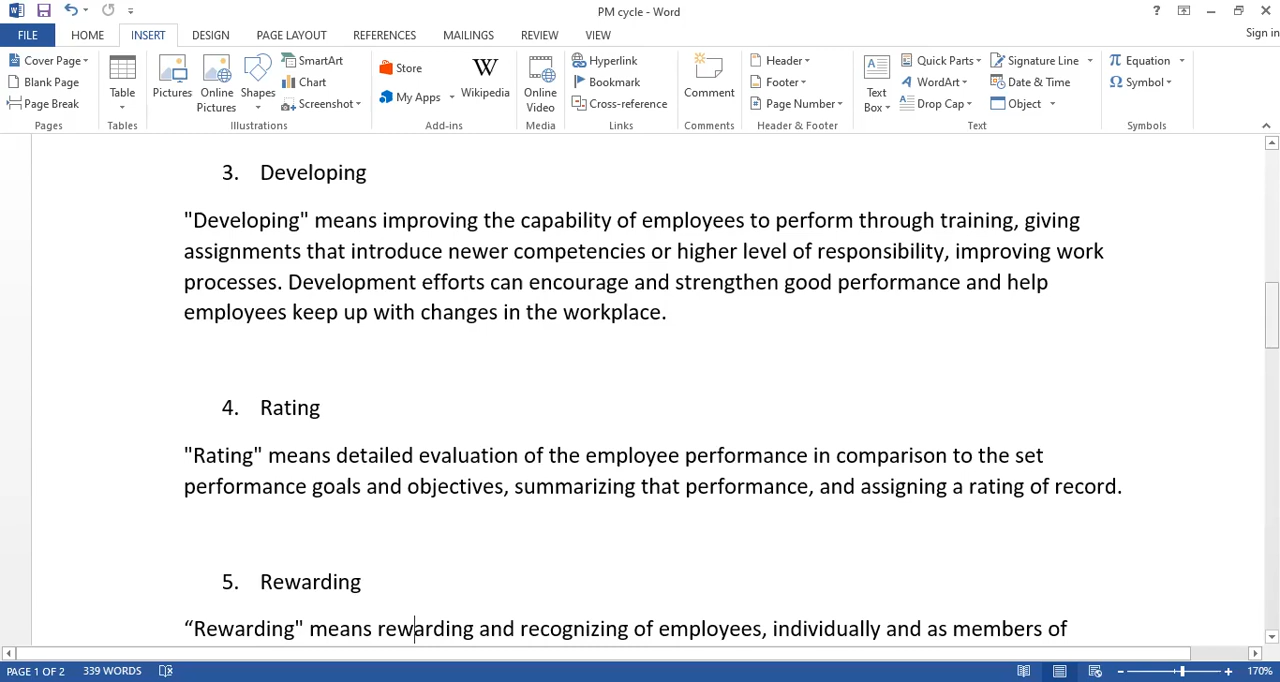 PM cycle - Word
?
Sign in
FILE HOME INSERT DESIGN PAGE LAYOUT REFERENCES MAILINGS REVIEW VIEW
Cover Page
Blank Page
Page Break
Pages
Table
Tables
Pictures
Online Pictures
Shapes
SmartArt
Chart
Screenshot
Illustrations
Store
My Apps
W
Wikipedia
Add-ins
Online Video
Media
Hyperlink
Bookmark
Cross-reference
Links
Comment
Comments
Header
Footer
Page Number
Header & Footer
Text Box
Quick Parts
WordArt
Drop Cap
Signature Line
Date & Time
Object
Text
π Equation
Ω Symbol
Symbols
3. Developing
"Developing" means improving the capability of employees to perform through training, giving
assignments that introduce newer competencies or higher level of responsibility, improving work
processes. Development efforts can encourage and strengthen good performance and help
employees keep up with changes in the workplace.
4. Rating
"Rating" means detailed evaluation of the employee performance in comparison to the set
performance goals and objectives, summarizing that performance, and assigning a rating of record.
5. Rewarding
“Rewarding" means rewarding and recognizing of employees, individually and as members of
PAGE 1 OF 2 339 WORDS 170%